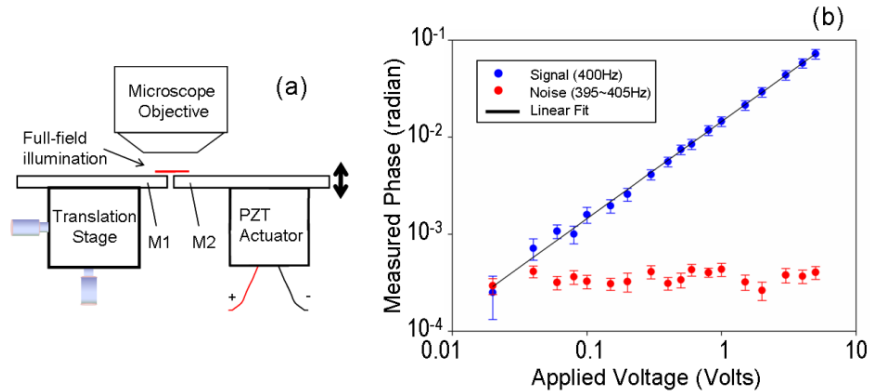 (a)
Microscope
Objective
Full-field
illumination
Translation
Stage
M1
M2
PZT
Actuator
+
-
(b)
Measured Phase (radian)
10-1
10-2
10-3
10-4
Signal (400Hz)
Noise (395~405Hz)
Linear Fit
0.01
0.1
1
10
Applied Voltage (Volts)